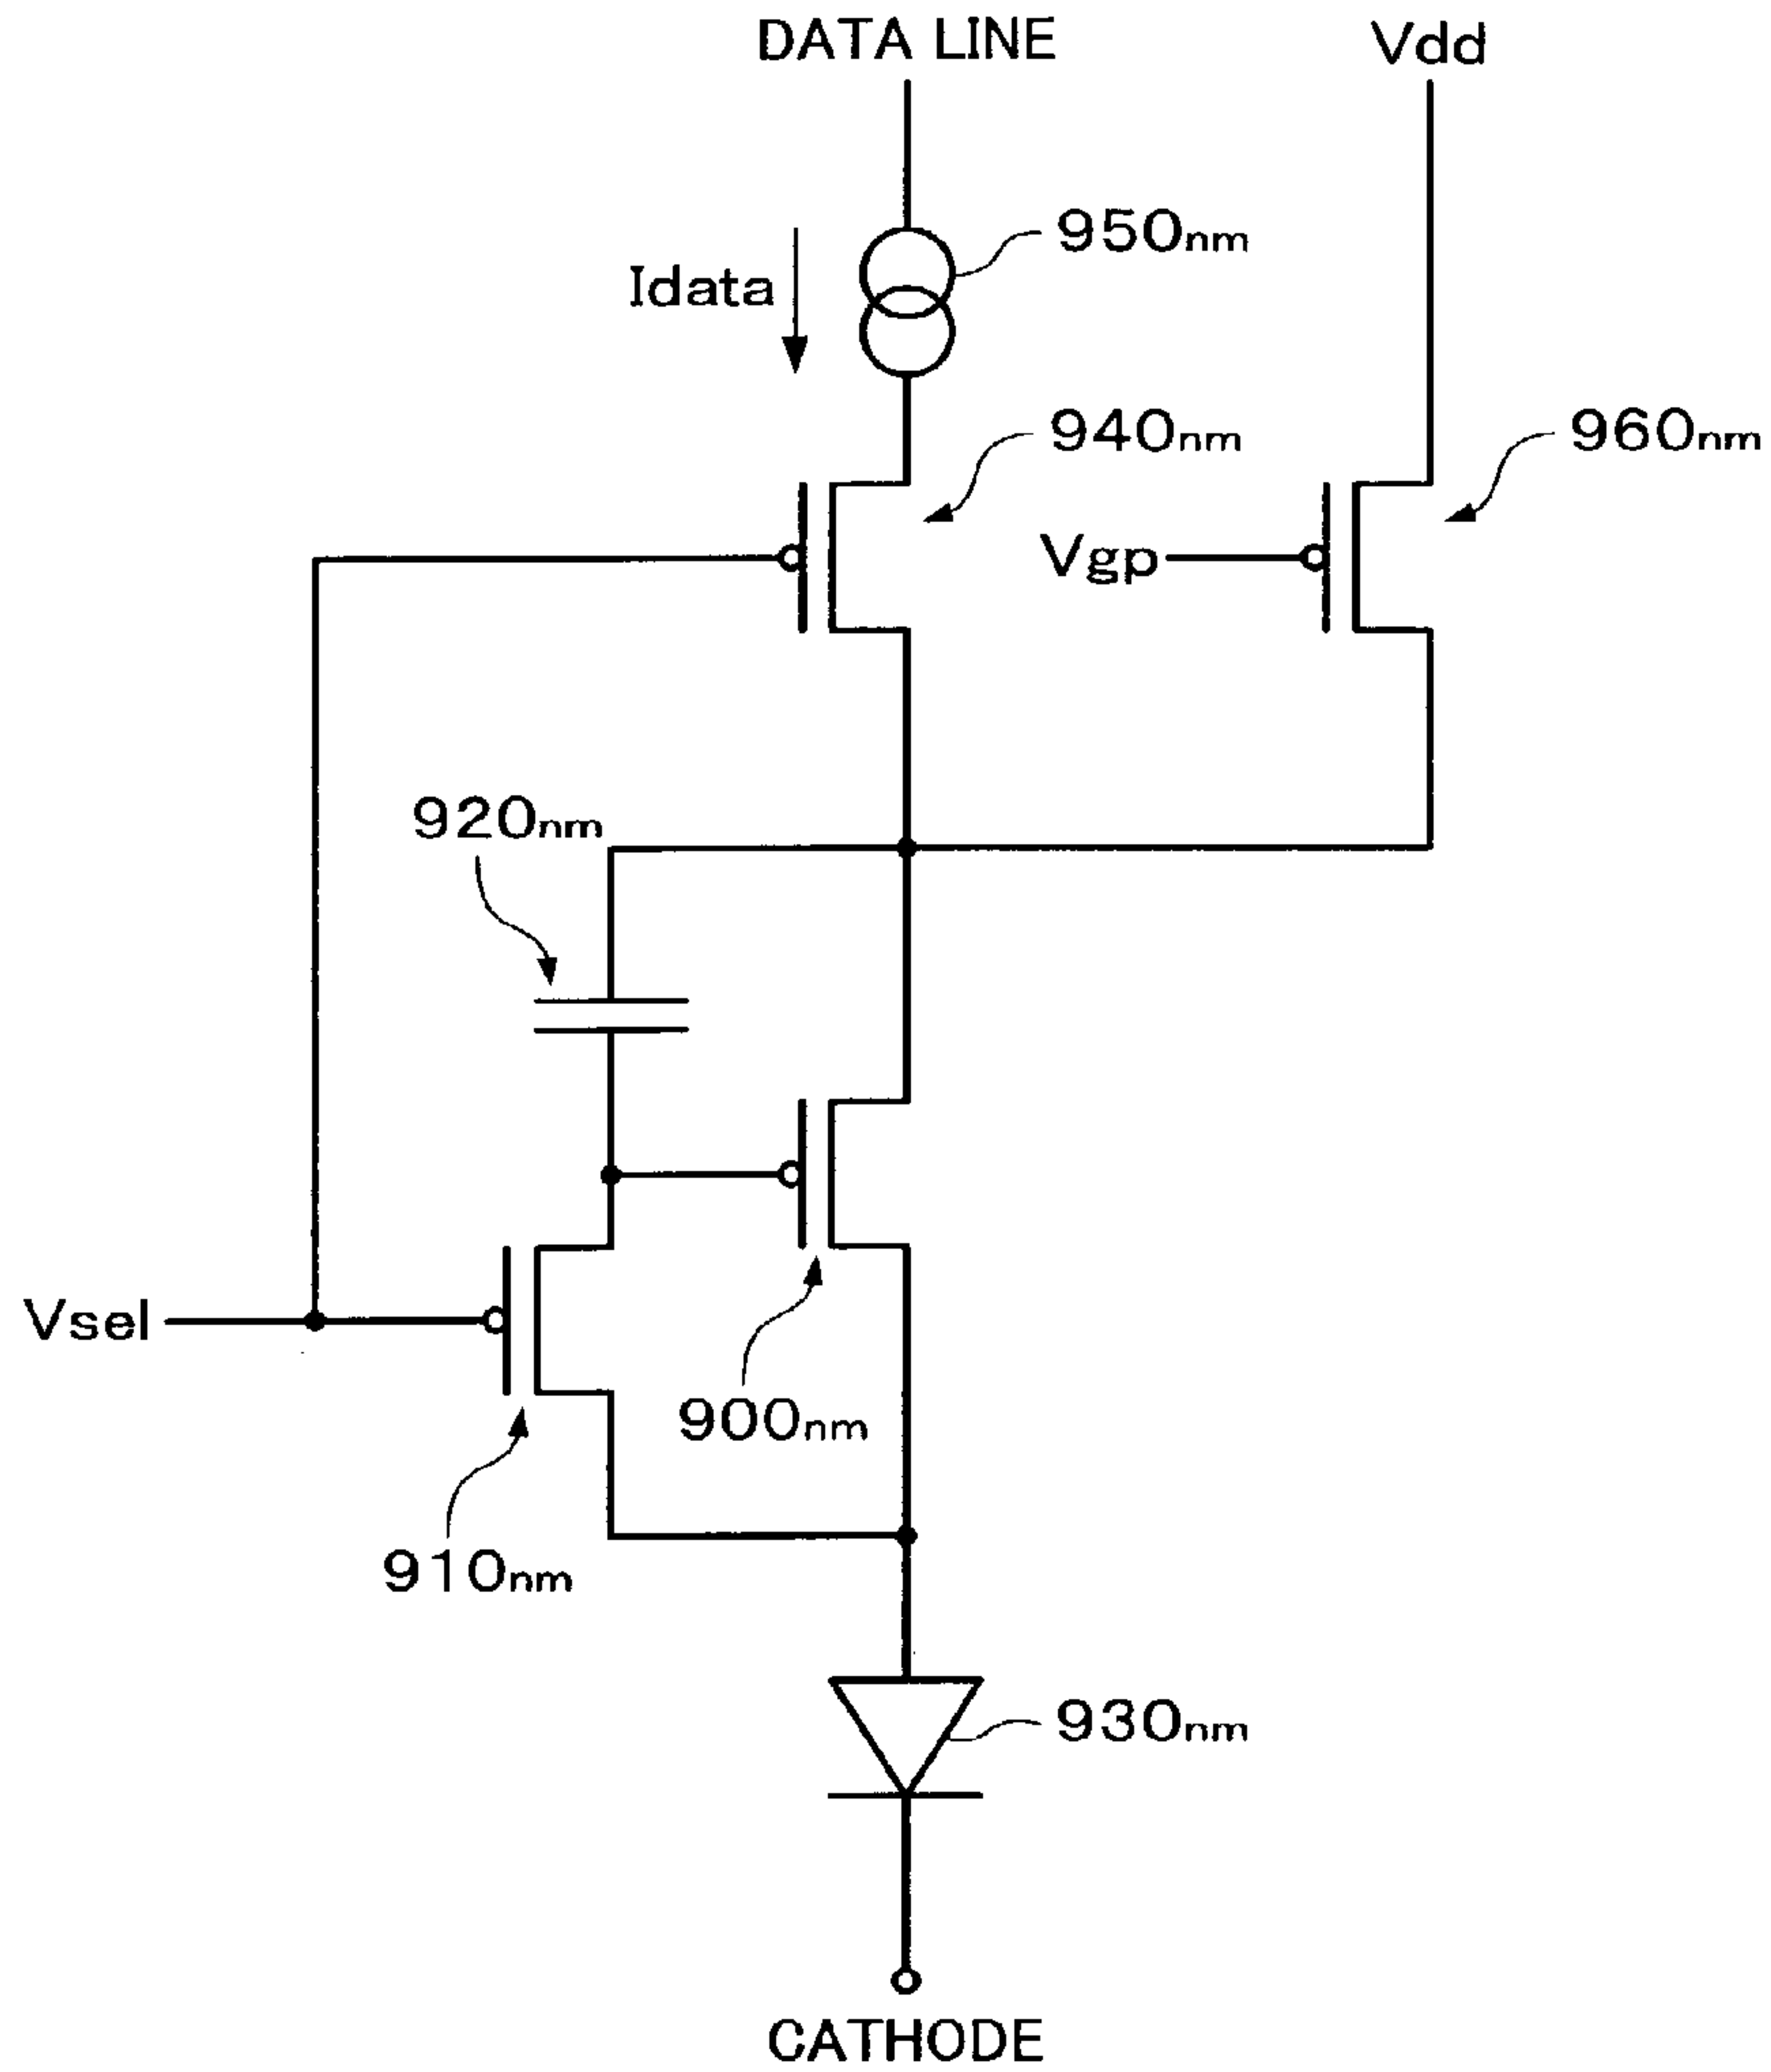 DATA LINE
Vdd
950nm
Idata
940nm
960nm
Vgp
920nm
Vsel
900nm
910nm
930nm
CATHODE